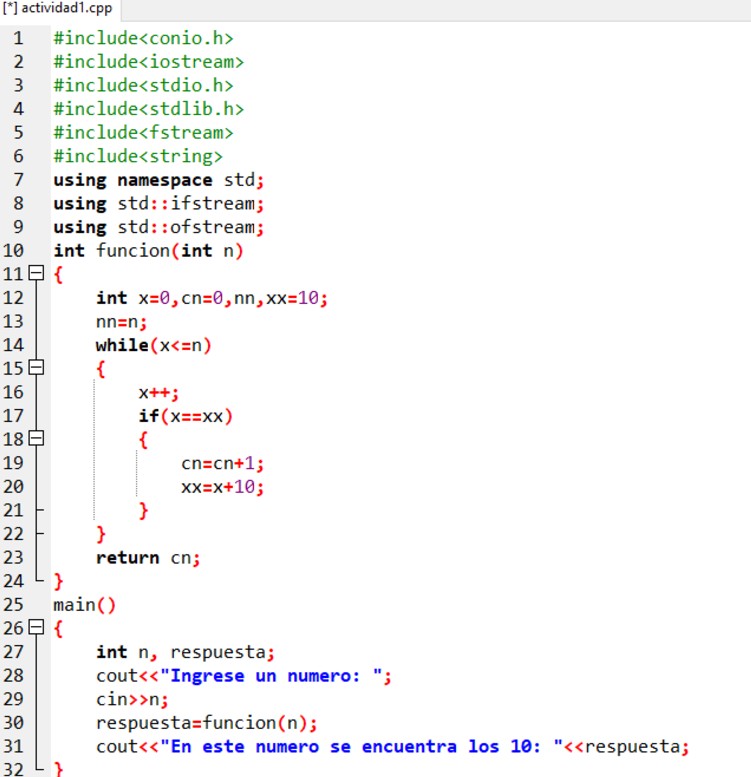 [*] actividad1.cpp
1 #include<conio.h>
2 #include<iostream>
3 #include<stdio.h>
4 #include<stdlib.h>
5 #include<fstream>
6 #include<string>
7 using namespace std;
8 using std::ifstream;
9 using std::ofstream;
10 int funcion(int n)
11 {
12 int x=0,cn=0,nn,xx=10;
13 nn=n;
14 while(x<=n)
15 {
16 x++;
17 if(x==xx)
18 {
19 cn=cn+1;
20 xx=x+10;
21 }
22 }
23 return cn;
24 }
25 main()
26 {
27 int n, respuesta;
28 cout<<"Ingrese un numero: ";
29 cin>>n;
30 respuesta=funcion(n);
31 cout<<"En este numero se encuentra los 10: "<<respuesta;
32 }